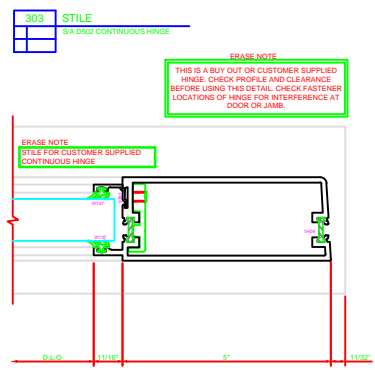 303 STILE
S/A D502 CONTINUOUS HINGE
ERASE NOTE
THIS IS A BUY OUT OR CUSTOMER SUPPLIED
HINGE. CHECK PROFILE AND CLEARANCE
BEFORE USING THIS DETAIL. CHECK FASTENER
LOCATIONS OF HINGE FOR INTERFERENCE AT
DOOR OR JAMB.
ERASE NOTE
STILE FOR CUSTOMER SUPPLIED
CONTINUOUS HINGE
D.L.O. 11/16" 5" 11/32"